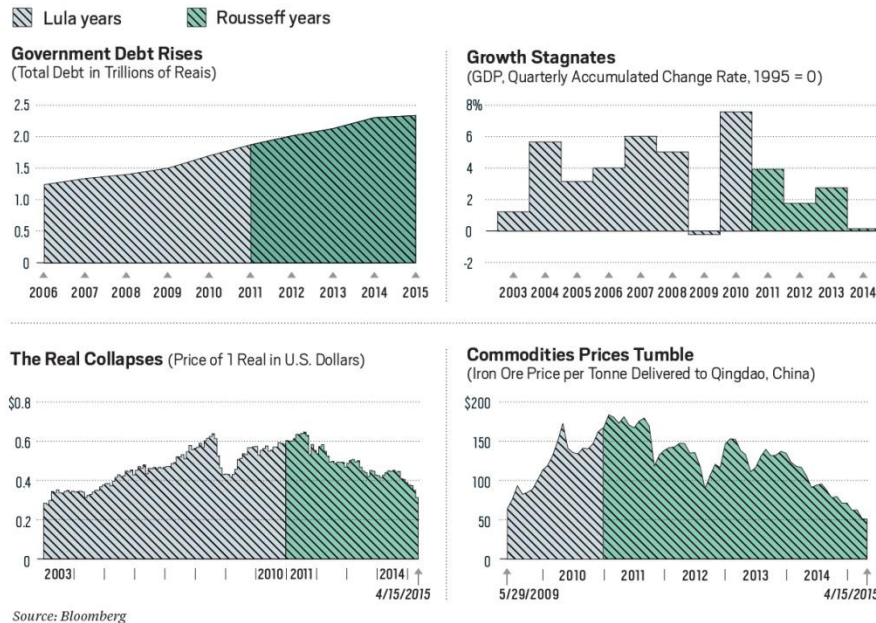 Lula years
Rousseff years
Government Debt Rises
(Total Debt in Trillions of Reais)
2.5
2.0
1.5
1.0
0.5
0
2006 2007 2008 2009 2010 2011 2012 2013 2014 2015
Growth Stagnates
(GDP, Quarterly Accumulated Change Rate, 1995 = 0)
8%
6
4
2
0
-2
2003 2004 2005 2006 2007 2008 2009 2010 2011 2012 2013 2014
The Real Collapses (Price of 1 Real in U.S. Dollars)
$0.8
0.6
0.4
0.2
0
2003 2010 2011 2014
4/15/2015
Commodities Prices Tumble
(Iron Ore Price per Tonne Delivered to Qingdao, China)
$200
150
100
50
0
2010 2011 2012 2013 2014
5/29/2009 4/15/2015
Source: Bloomberg